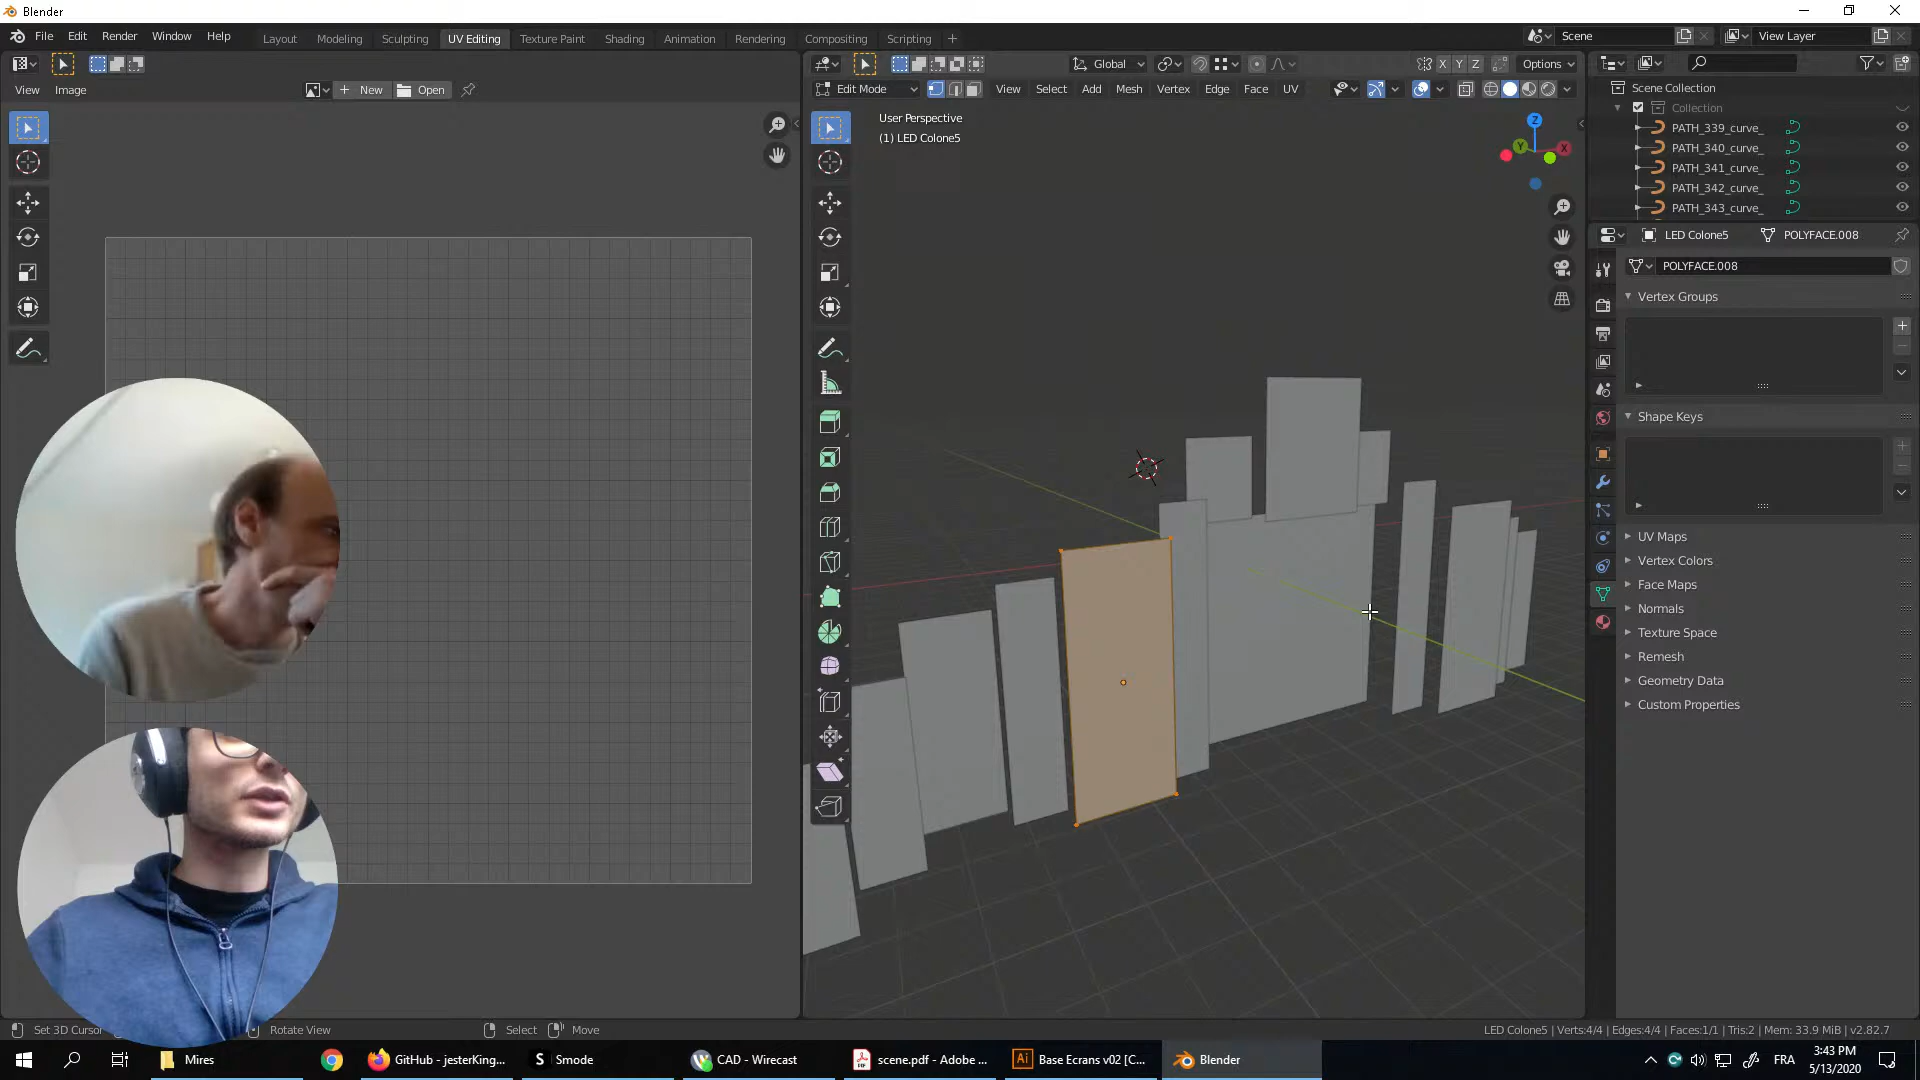 Blender
File Edit Render Window Help
Layout Modeling Sculpting UV Editing Texture Paint Shading Animation Rendering Compositing Scripting
Scene
View Layer
Global
X Y Z
Options
View Image
New
Open
Edit Mode
View Select Add Mesh Vertex Edge Face UV
User Perspective
(1) LED Colone5
Z
Y
X
Scene Collection
Collection
PATH_339_curve_
PATH_340_curve_
PATH_341_curve_
PATH_342_curve_
PATH_343_curve_
LED Colone5
POLYFACE.008
POLYFACE.008
Vertex Groups
Shape Keys
UV Maps
Vertex Colors
Face Maps
Normals
Texture Space
Remesh
Geometry Data
Custom Properties
Set 3D Cursor
Rotate View
Select
Move
LED Colone5 | Verts:4/4 | Edges:4/4 | Faces:1/1 | Tris:2 | Mem: 33.9 MiB | v2.82.7
Mires
GitHub - jesterKing...
Smode
CAD - Wirecast
scene.pdf - Adobe ...
Base Ecrans v02 [C...
Blender
FRA
3:43 PM
5/13/2020